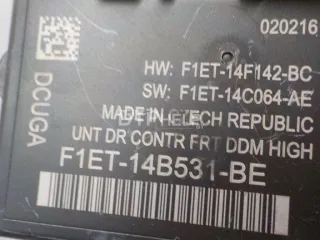 020216
DCUGA
HW: F1ET-14F142-BC
SW: F1ET-14C064-AE
MADE IN CZECH REPUBLIC
UNT DR CONTR FRT DDM HIGH
F1ET-14B531-BE